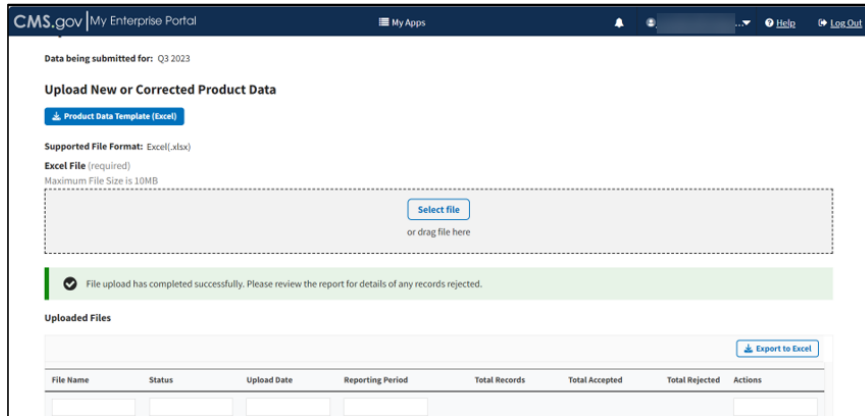 CMS.gov My Enterprise Portal
My Apps
Help
Log Out
Data being submitted for: Q3 2023
Upload New or Corrected Product Data
Product Data Template (Excel)
Supported File Format: Excel(.xlsx)
Excel File (required)
Maximum File Size is 10MB
Select file
or drag file here
File upload has completed successfully. Please review the report for details of any records rejected.
Uploaded Files
Export to Excel
File Name Status Upload Date Reporting Period Total Records Total Accepted Total Rejected Actions